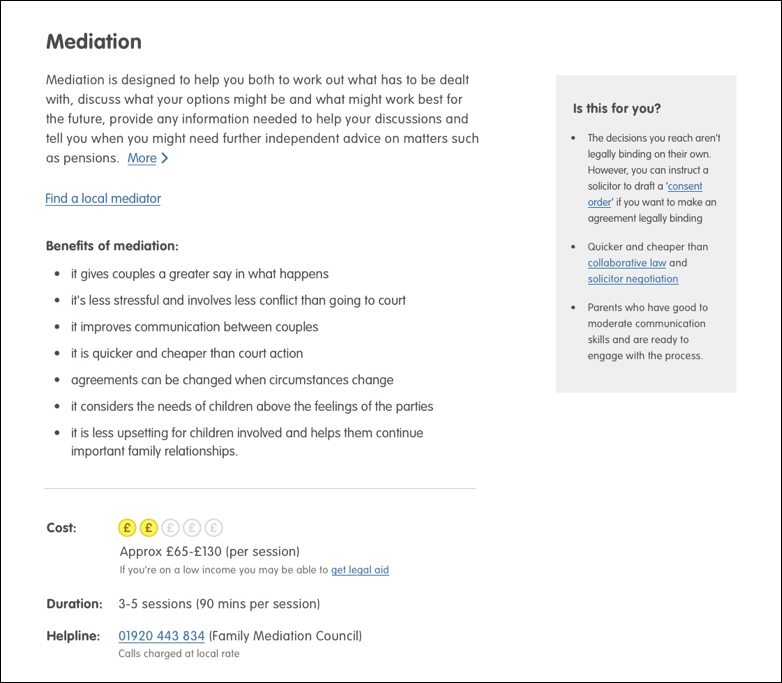 Mediation
Mediation is designed to help you both to work out what has to be dealt
with, discuss what your options might be and what might work best for
the future, provide any information needed to help your discussions and
tell you when you might need further independent advice on matters such
as pensions. More >
Find a local mediator
Benefits of mediation:
• it gives couples a greater say in what happens
• it's less stressful and involves less conflict than going to court
• it improves communication between couples
• it is quicker and cheaper than court action
• agreements can be changed when circumstances change
• it considers the needs of children above the feelings of the parties
• it is less upsetting for children involved and helps them continue
important family relationships.
Cost: £ £ £ £ £
Approx £65-£130 (per session)
If you're on a low income you may be able to get legal aid
Duration: 3-5 sessions (90 mins per session)
Helpline: 01920 443 834 (Family Mediation Council)
Calls charged at local rate
Is this for you?
• The decisions you reach aren't
legally binding on their own.
However, you can instruct a
solicitor to draft a 'consent
order' if you want to make an
agreement legally binding
• Quicker and cheaper than
collaborative law and
solicitor negotiation
• Parents who have good to
moderate communication
skills and are ready to
engage with the process.